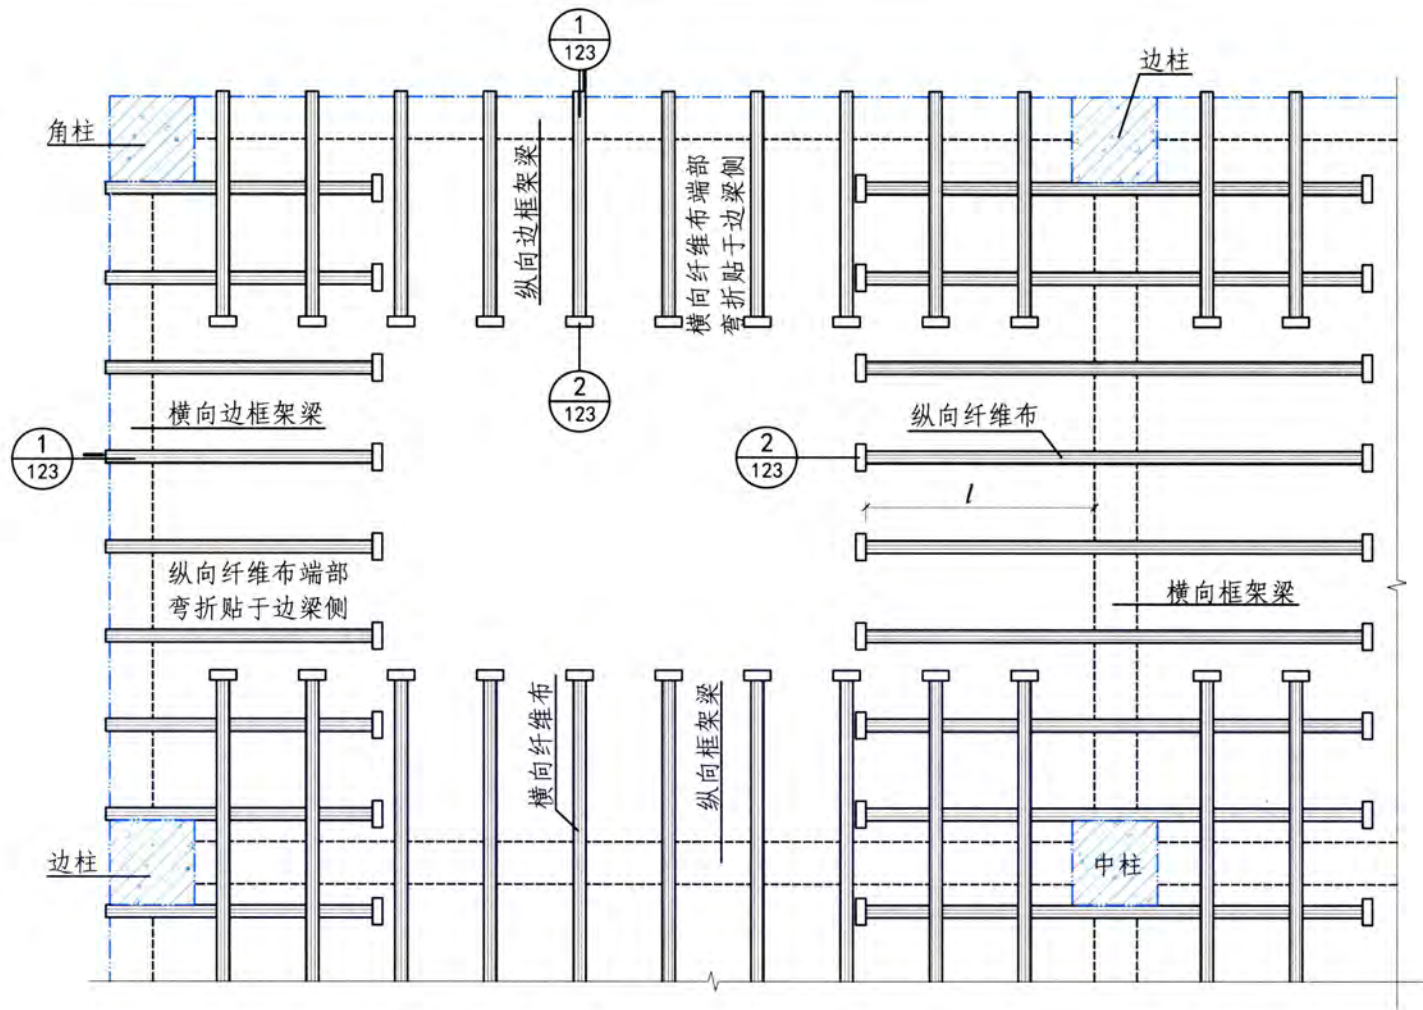 1
123
边柱
角柱
纵向边框架梁
横向纤维布端部
弯折贴于边梁侧
2
123
横向边框架梁
1
123
2
123
纵向纤维布
l
纵向纤维布端部
弯折贴于边梁侧
横向框架梁
横向纤维布
纵向框架梁
边柱
中柱